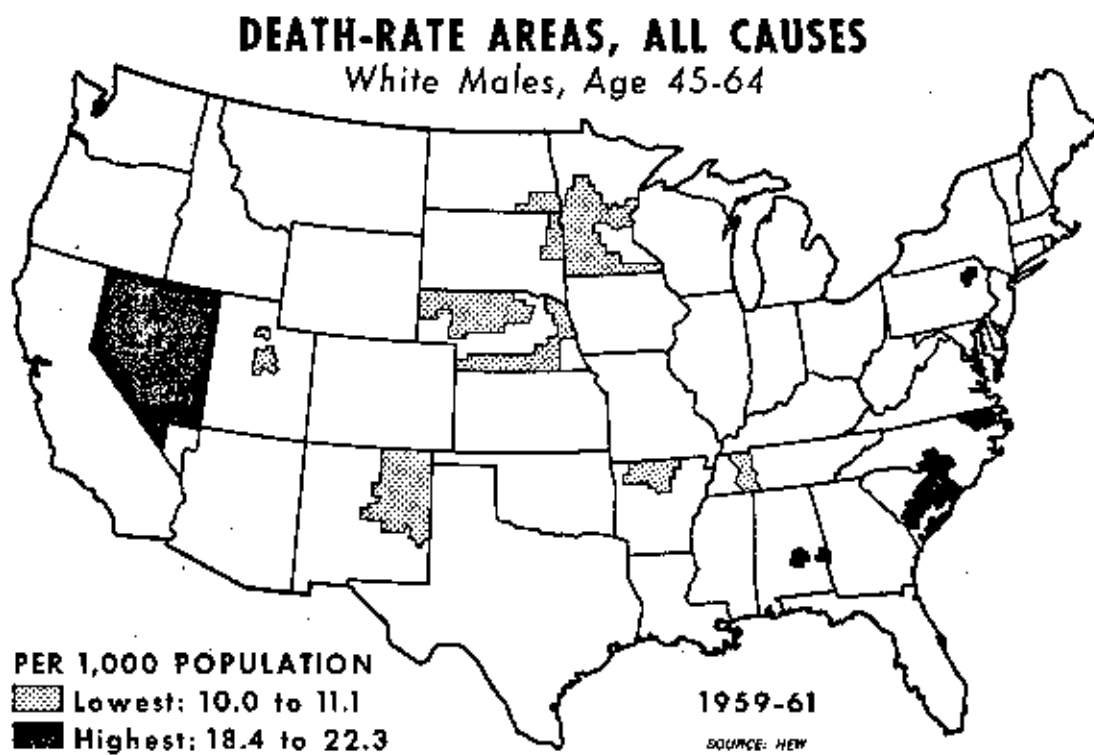 DEATH-RATE AREAS, ALL CAUSES
White Males, Age 45-64
PER 1,000 POPULATION
Lowest: 10.0 to 11.1
Highest: 18.4 to 22.3
1959-61
SOURCE: HEW